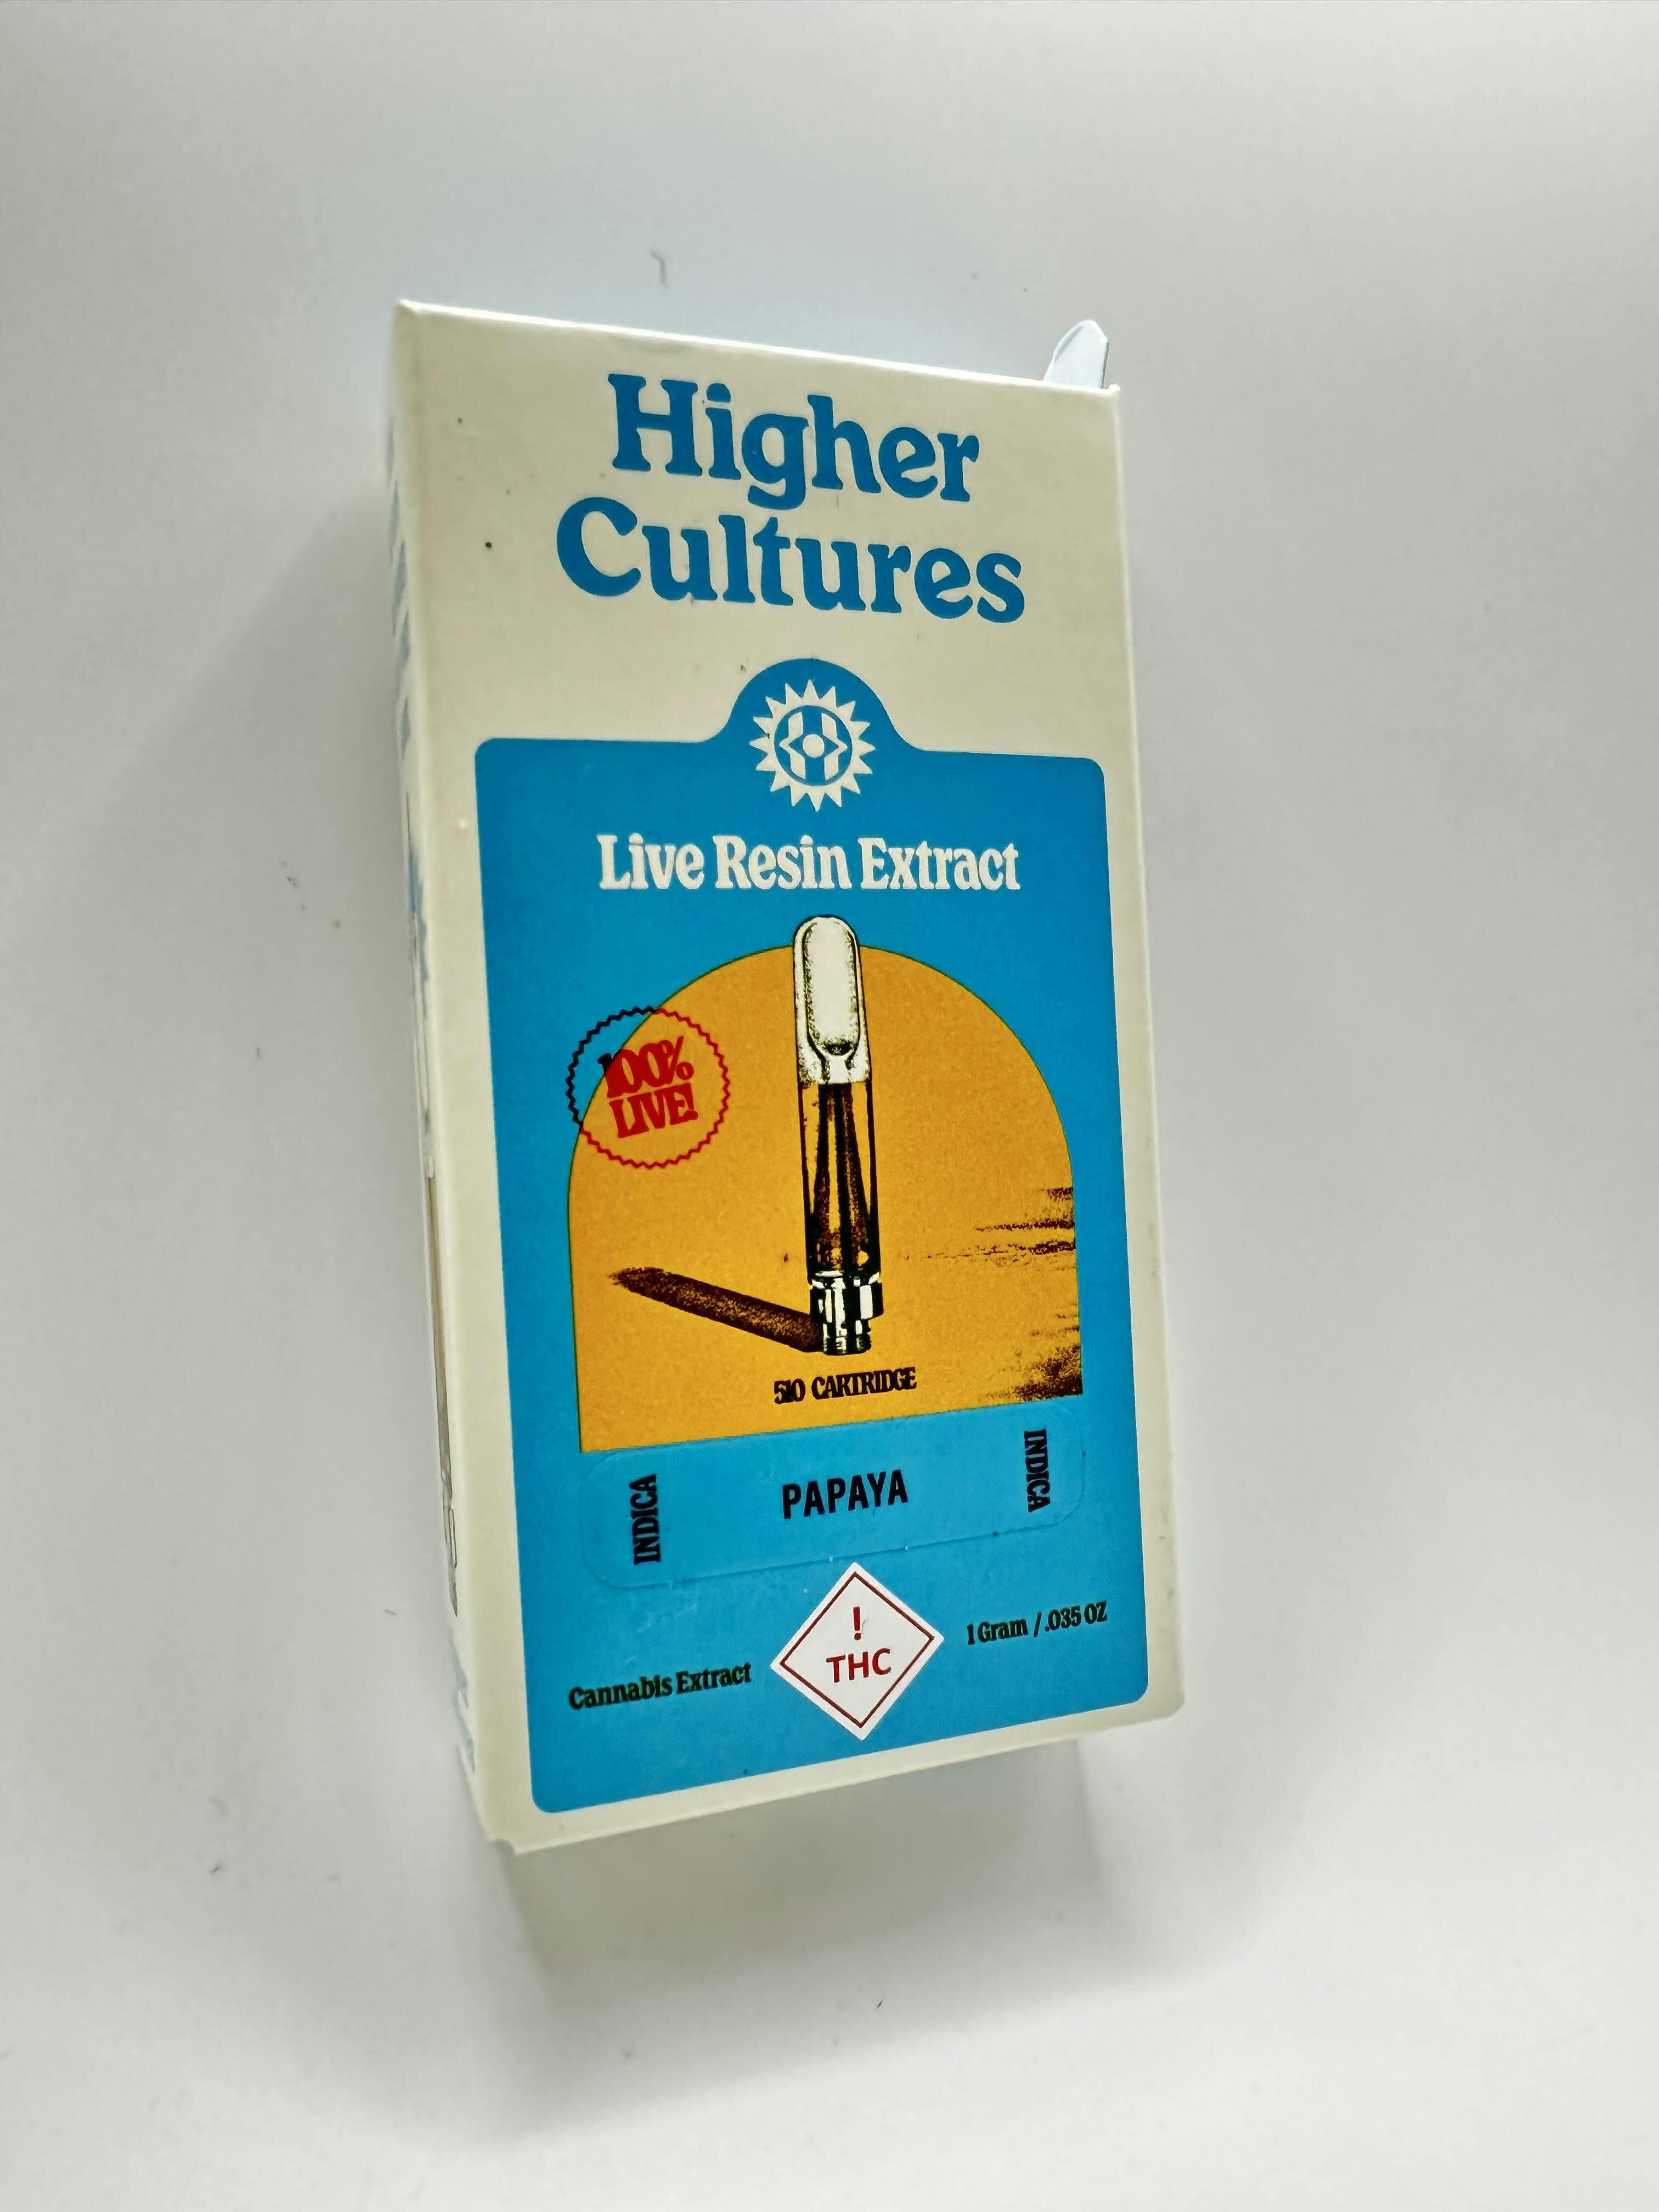 Higher
Cultures
Live Resin Extract
100%
LIVE!
510 CARTRIDGE
INDICA
PAPAYA
INDICA
Cannabis Extract
!
THC
1 Gram / .035 OZ